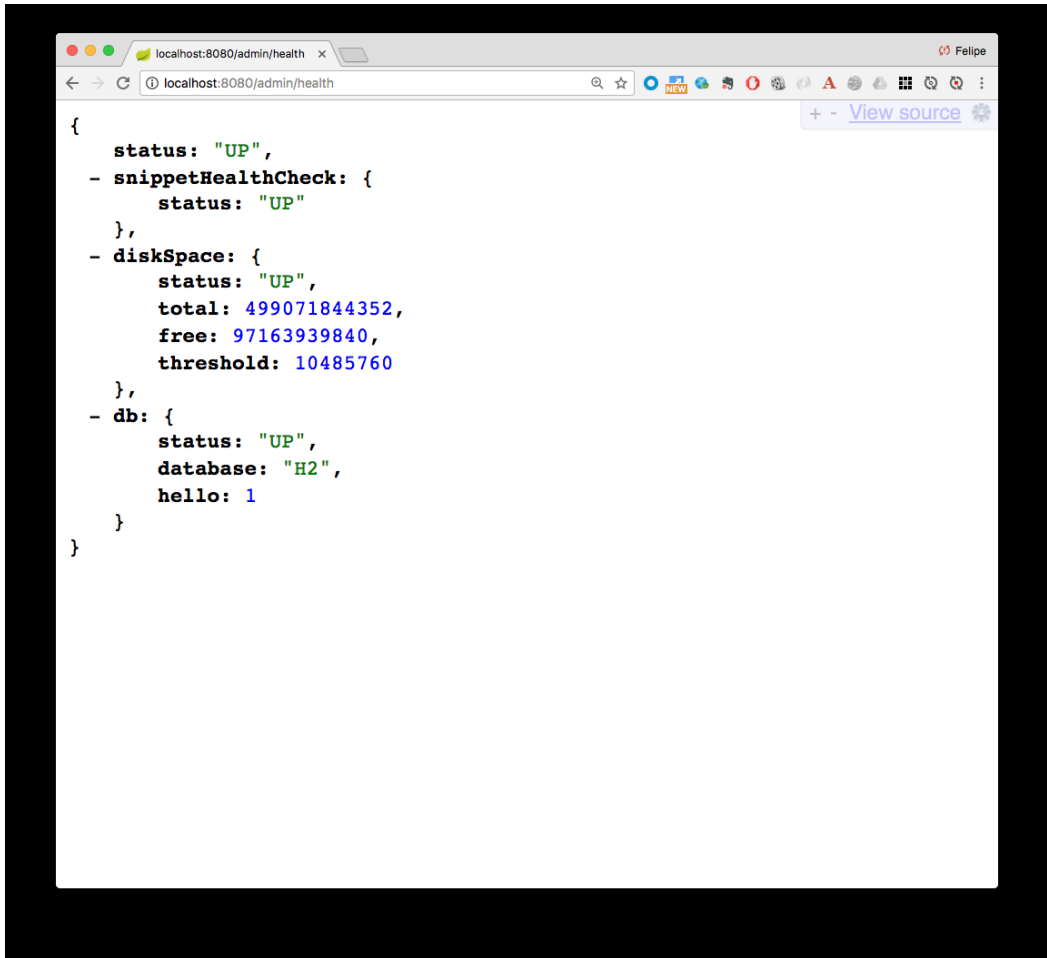 localhost:8080/admin/health ×
Felipe
localhost:8080/admin/health
NEW
A
+ - View source
{
status: "UP",
- snippetHealthCheck: {
status: "UP"
},
- diskSpace: {
status: "UP",
total: 499071844352,
free: 97163939840,
threshold: 10485760
},
- db: {
status: "UP",
database: "H2",
hello: 1
}
}